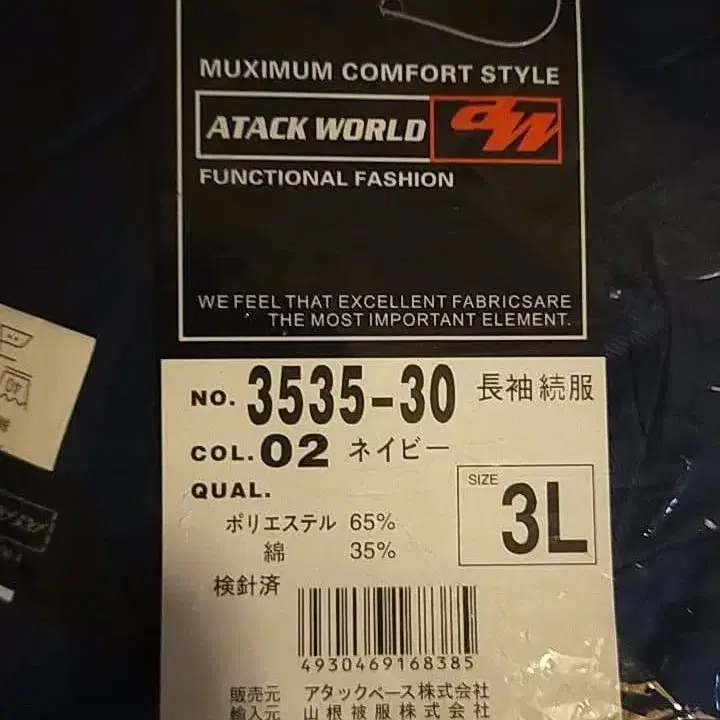 MUXIMUM COMFORT STYLE
ATACK WORLD
FUNCTIONAL FASHION
WE FEEL THAT EXCELLENT FABRICSARE
THE MOST IMPORTANT ELEMENT.
NO. 3535-30 長袖続服
COL. 02 ネイビー
QUAL.
SIZE
3L
ポリエステル 65%
綿 35%
検針済
4930469168385
販売元 アタックベース株式会社
輸入元 山根被服株式会社
40